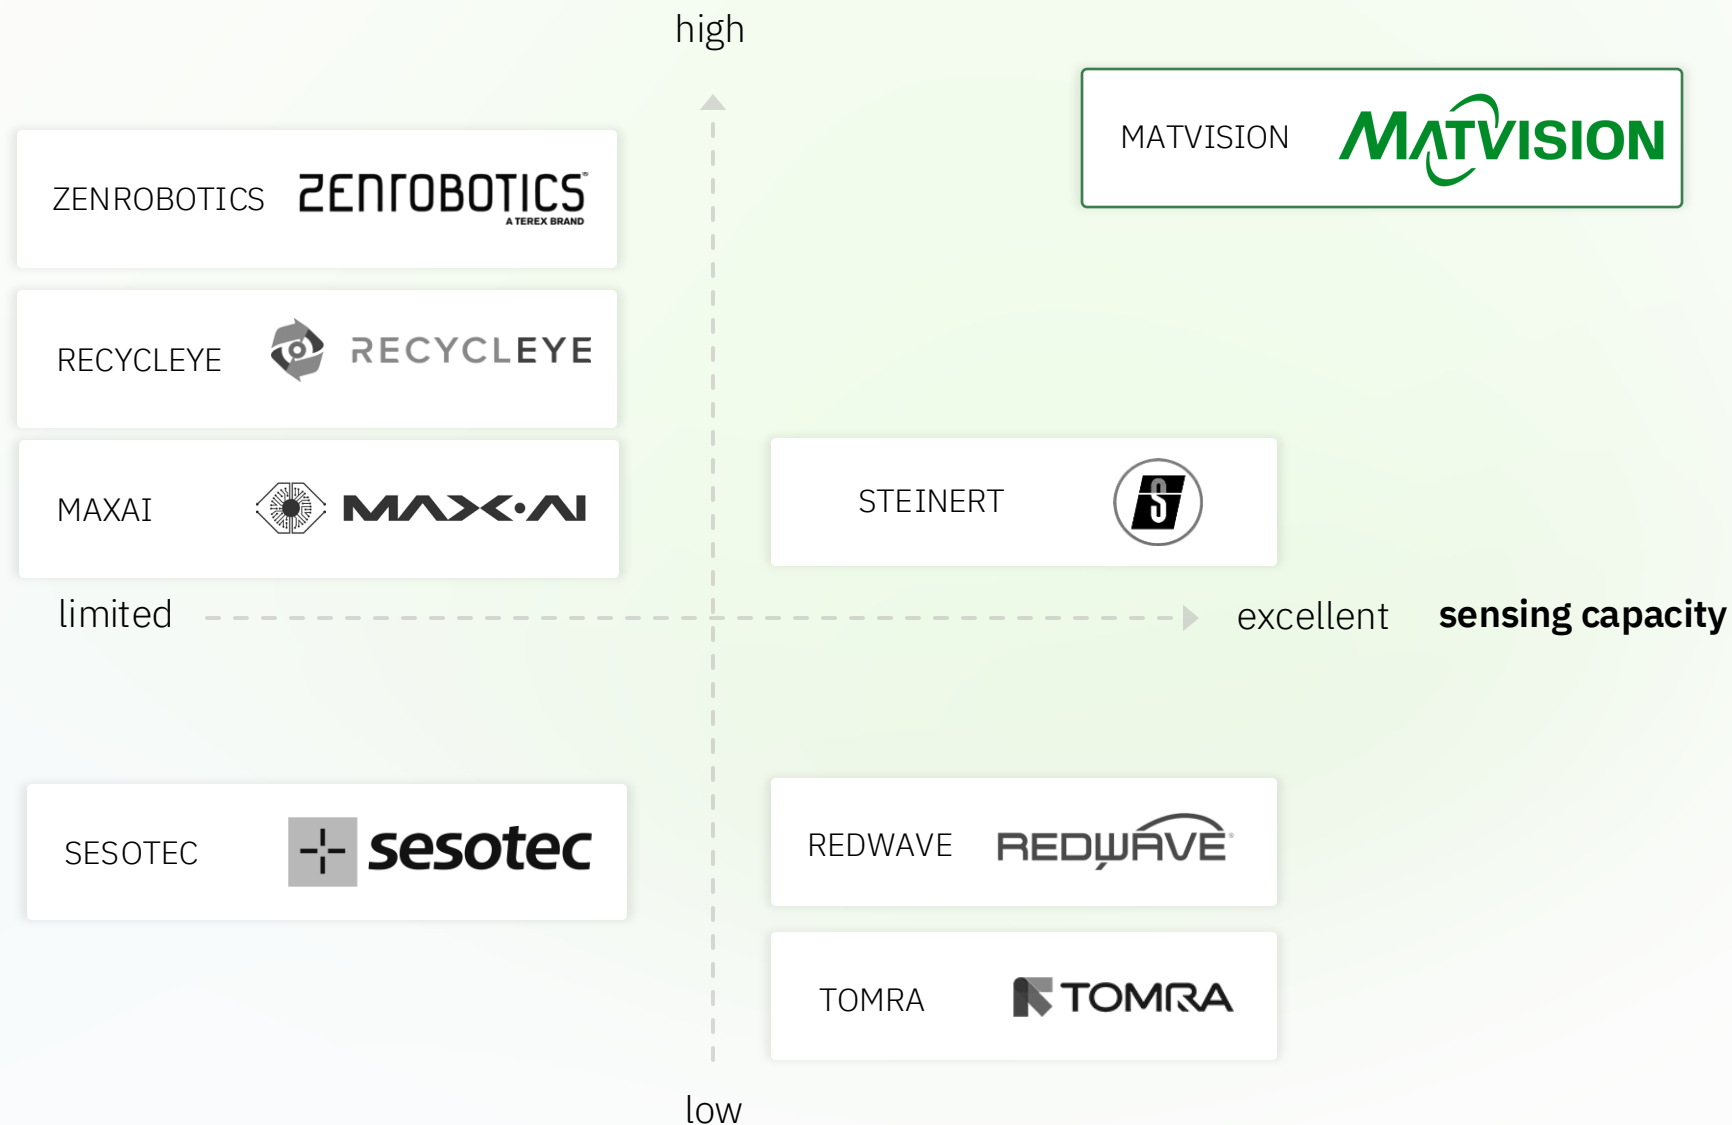 high
MATVISION MATVISION
ZENROBOTICS ZENROBOTICS
A TEREX BRAND
RECYCLEYE RECYCLEYE
MAXAI MAX·AI
STEINERT S
limited
excellent sensing capacity
SESOTEC sesotec
REDWAVE REDWAVE®
TOMRA TOMRA
low